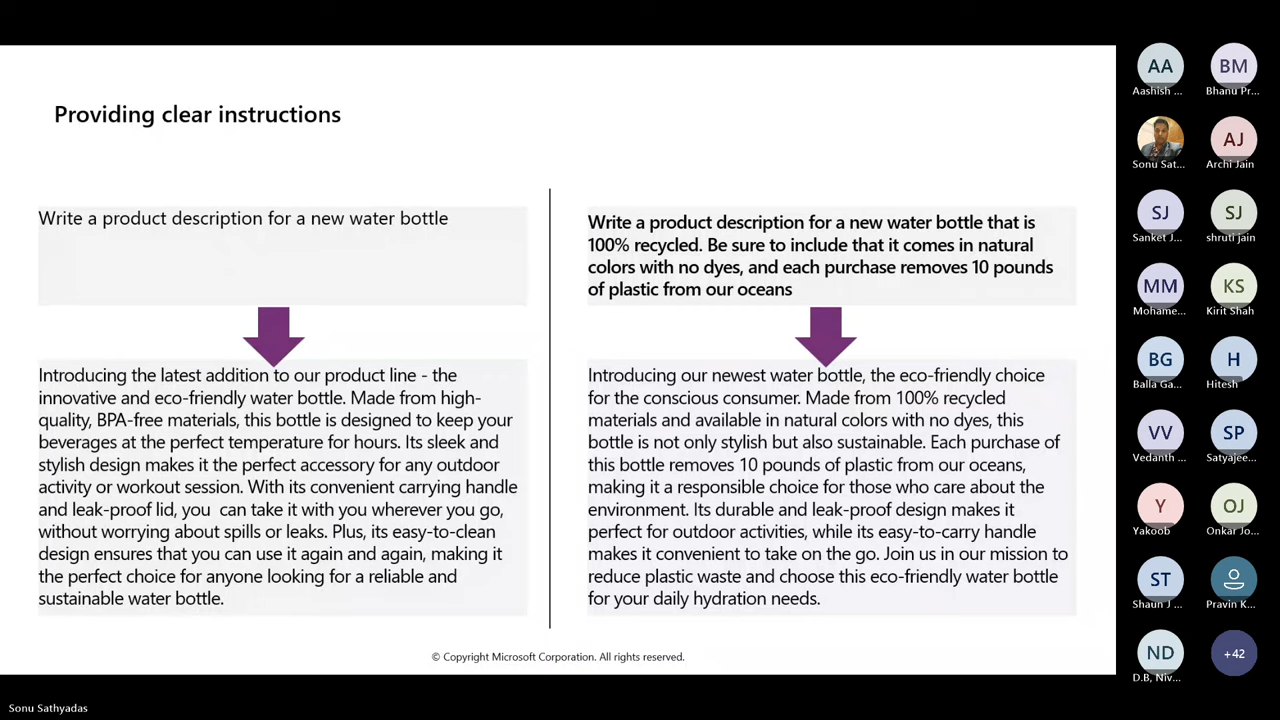 Providing clear instructions
Write a product description for a new water bottle
Write a product description for a new water bottle that is
100% recycled. Be sure to include that it comes in natural
colors with no dyes, and each purchase removes 10 pounds
of plastic from our oceans
Introducing the latest addition to our product line - the
innovative and eco-friendly water bottle. Made from high-
quality, BPA-free materials, this bottle is designed to keep your
beverages at the perfect temperature for hours. Its sleek and
stylish design makes it the perfect accessory for any outdoor
activity or workout session. With its convenient carrying handle
and leak-proof lid, you can take it with you wherever you go,
without worrying about spills or leaks. Plus, its easy-to-clean
design ensures that you can use it again and again, making it
the perfect choice for anyone looking for a reliable and
sustainable water bottle.
Introducing our newest water bottle, the eco-friendly choice
for the conscious consumer. Made from 100% recycled
materials and available in natural colors with no dyes, this
bottle is not only stylish but also sustainable. Each purchase of
this bottle removes 10 pounds of plastic from our oceans,
making it a responsible choice for those who care about the
environment. Its durable and leak-proof design makes it
perfect for outdoor activities, while its easy-to-carry handle
makes it convenient to take on the go. Join us in our mission to
reduce plastic waste and choose this eco-friendly water bottle
for your daily hydration needs.
© Copyright Microsoft Corporation. All rights reserved.
AA
Aashish ...
BM
Bhanu Pr...
Sonu Sat...
AJ
Archi Jain
SJ
Sanket J...
SJ
shruti jain
MM
Mohame...
KS
Kirit Shah
BG
Balla Ga...
H
Hitesh
VV
Vedanth ...
SP
Satyajee...
Y
Yakoob
OJ
Onkar Jo...
ST
Shaun J ...
Pravin K...
ND
D.B, Niv...
+42
Sonu Sathyadas